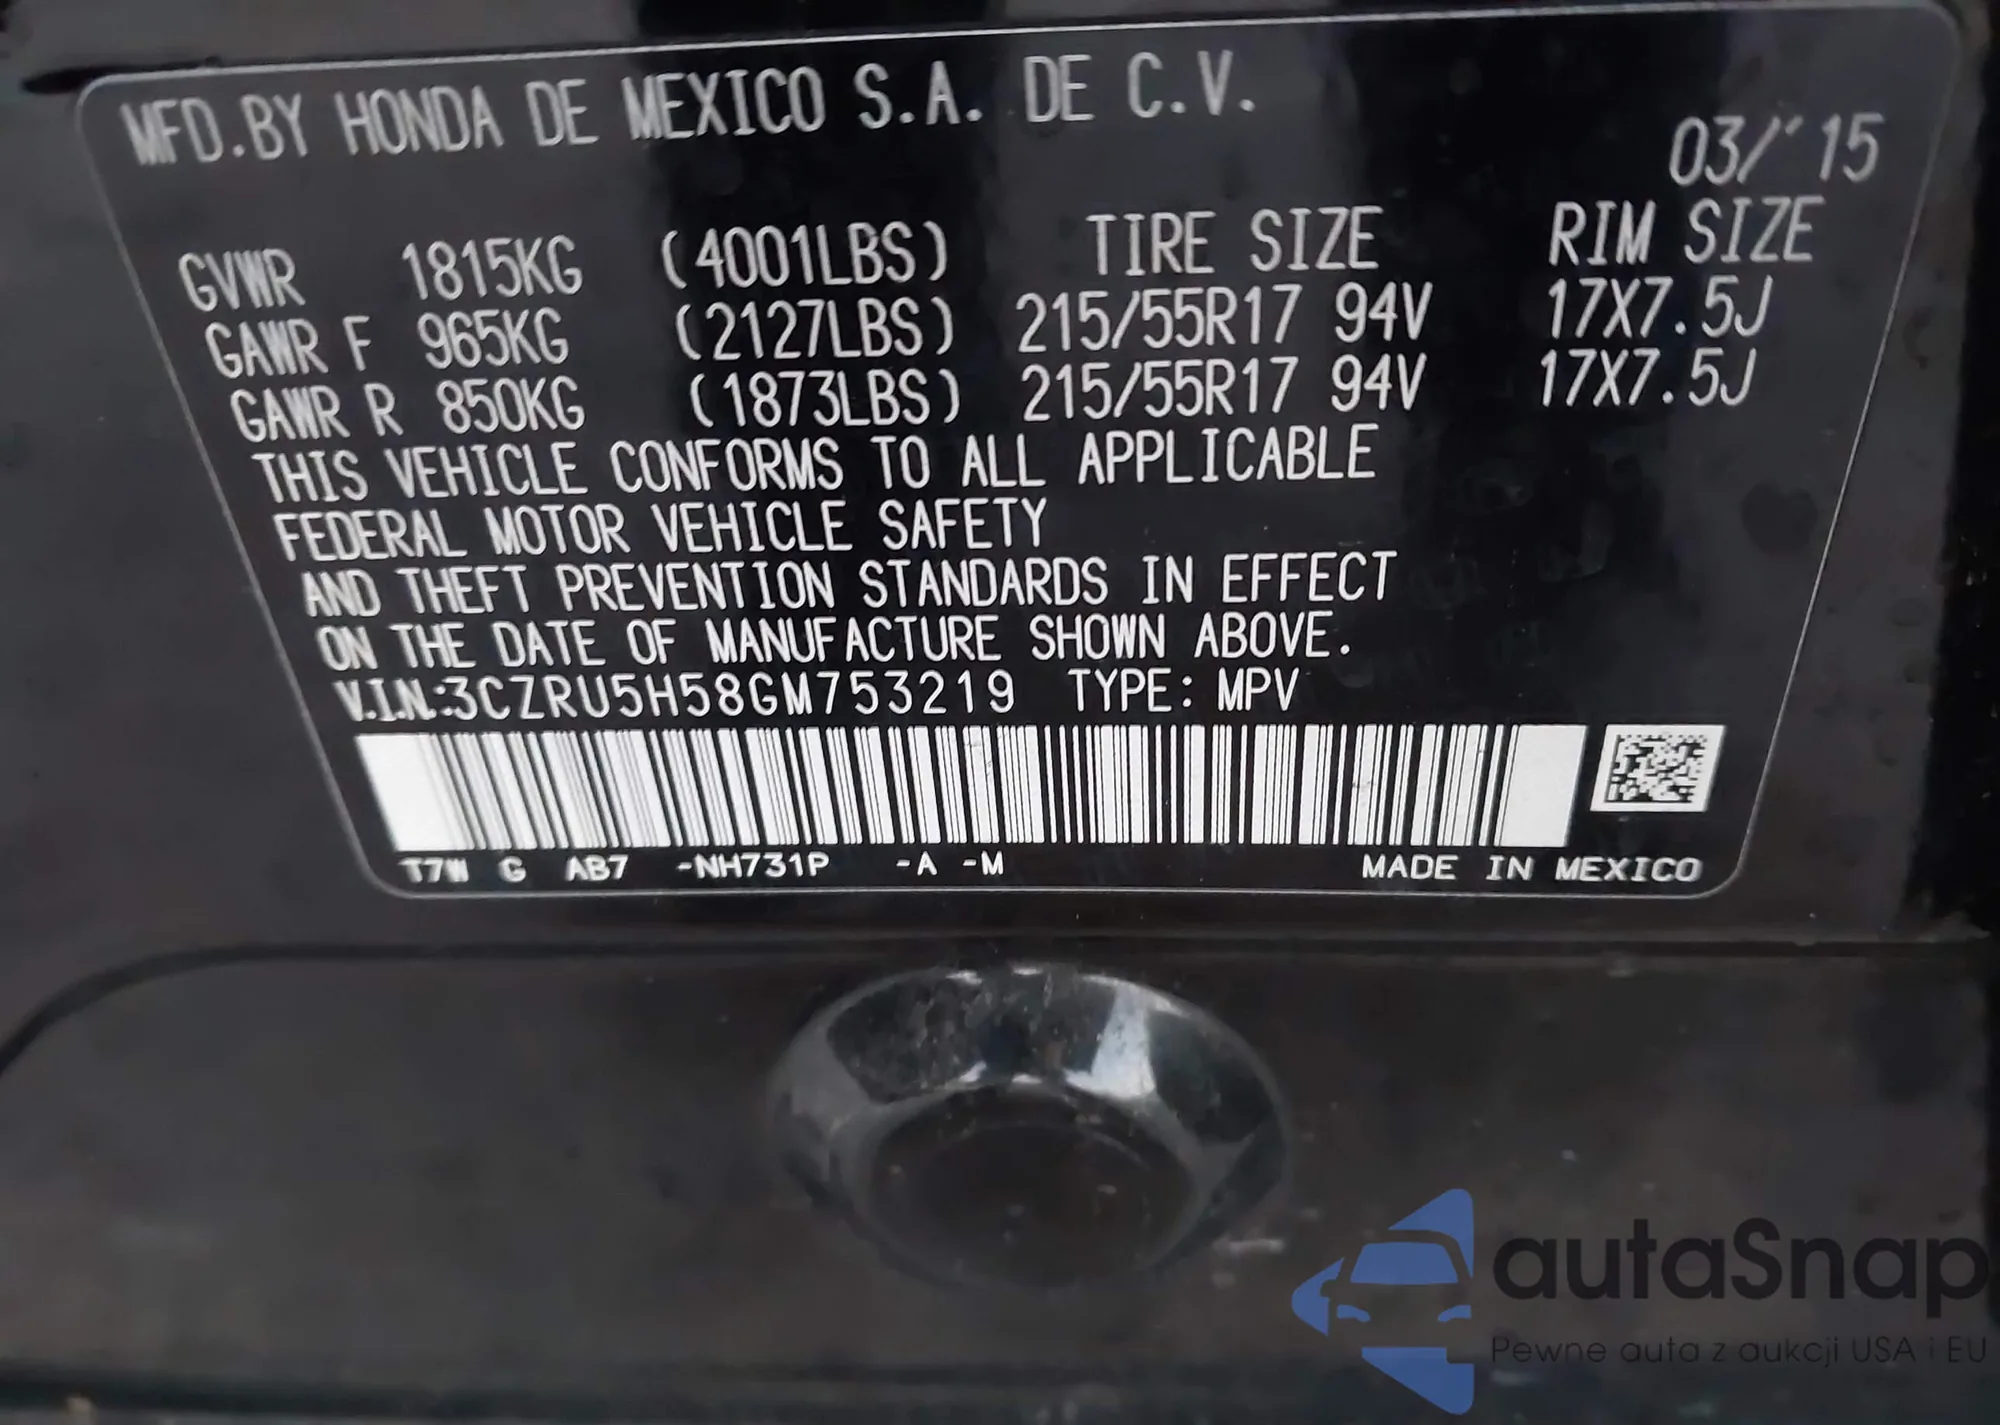 MFD.BY HONDA DE MEXICO S.A. DE C.V.
03/'15
GVWR 1815KG (4001LBS) TIRE SIZE RIM SIZE
GAWR F 965KG (2127LBS) 215/55R17 94V 17X7.5J
GAWR R 850KG (1873LBS) 215/55R17 94V 17X7.5J
THIS VEHICLE CONFORMS TO ALL APPLICABLE
FEDERAL MOTOR VEHICLE SAFETY
AND THEFT PREVENTION STANDARDS IN EFFECT
ON THE DATE OF MANUFACTURE SHOWN ABOVE.
V.I.N.:3CZRU5H58GM753219 TYPE: MPV
T7W G AB7 -NH731P -A -M MADE IN MEXICO
autaSnap
Pewne auta z aukcji USA i EU